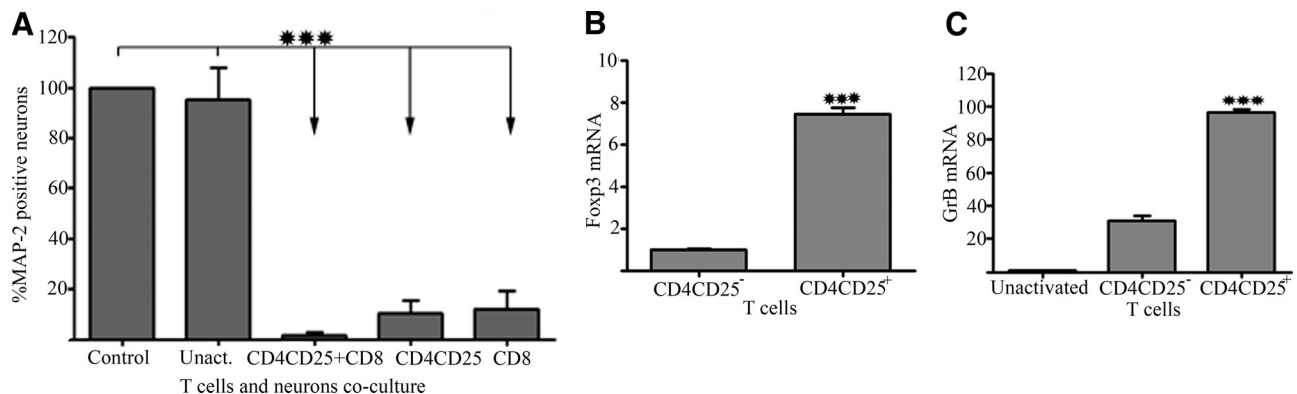 A
120
100
80
60
40
20
%MAP-2 positive neurons
Control Unact. CD4CD25+CD8 CD4CD25 CD8
T cells and neurons co-culture
B
10
8
6
4
2
Foxp3 mRNA
CD4CD25- CD4CD25+
T cells
C
120
100
80
60
40
20
GrB mRNA
Unactivated CD4CD25- CD4CD25+
T cells